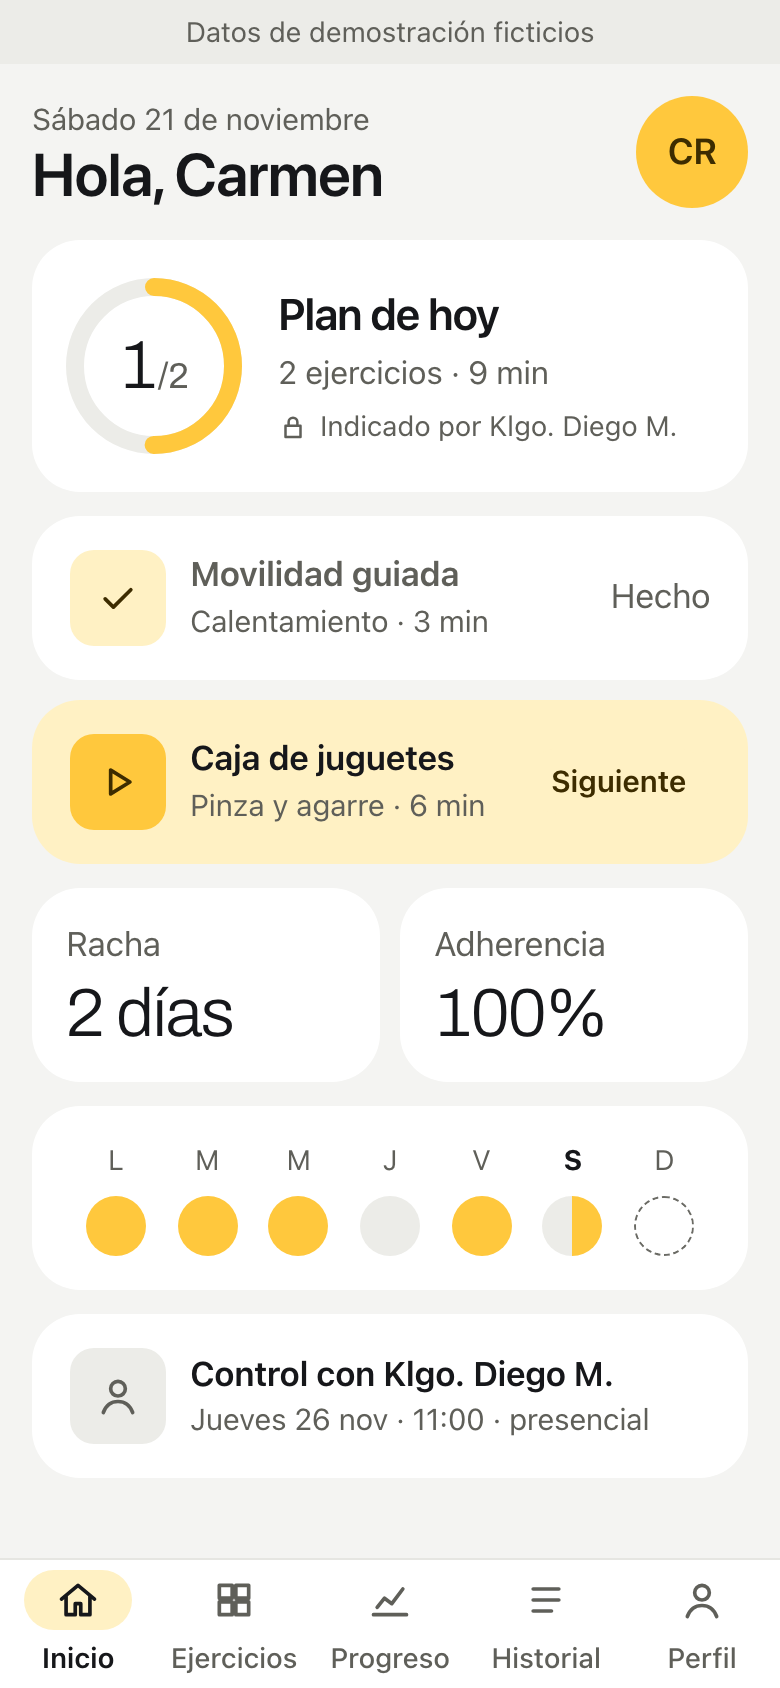 Datos de demostración ficticios
Sábado 21 de noviembre
Hola, Carmen
CR
1/2
Plan de hoy
2 ejercicios · 9 min
Indicado por Klgo. Diego M.
Movilidad guiada
Calentamiento · 3 min
Hecho
Caja de juguetes
Pinza y agarre · 6 min
Siguiente
Racha
2 días
Adherencia
100%
L M M J V S D
Control con Klgo. Diego M.
Jueves 26 nov · 11:00 · presencial
Inicio Ejercicios Progreso Historial Perfil